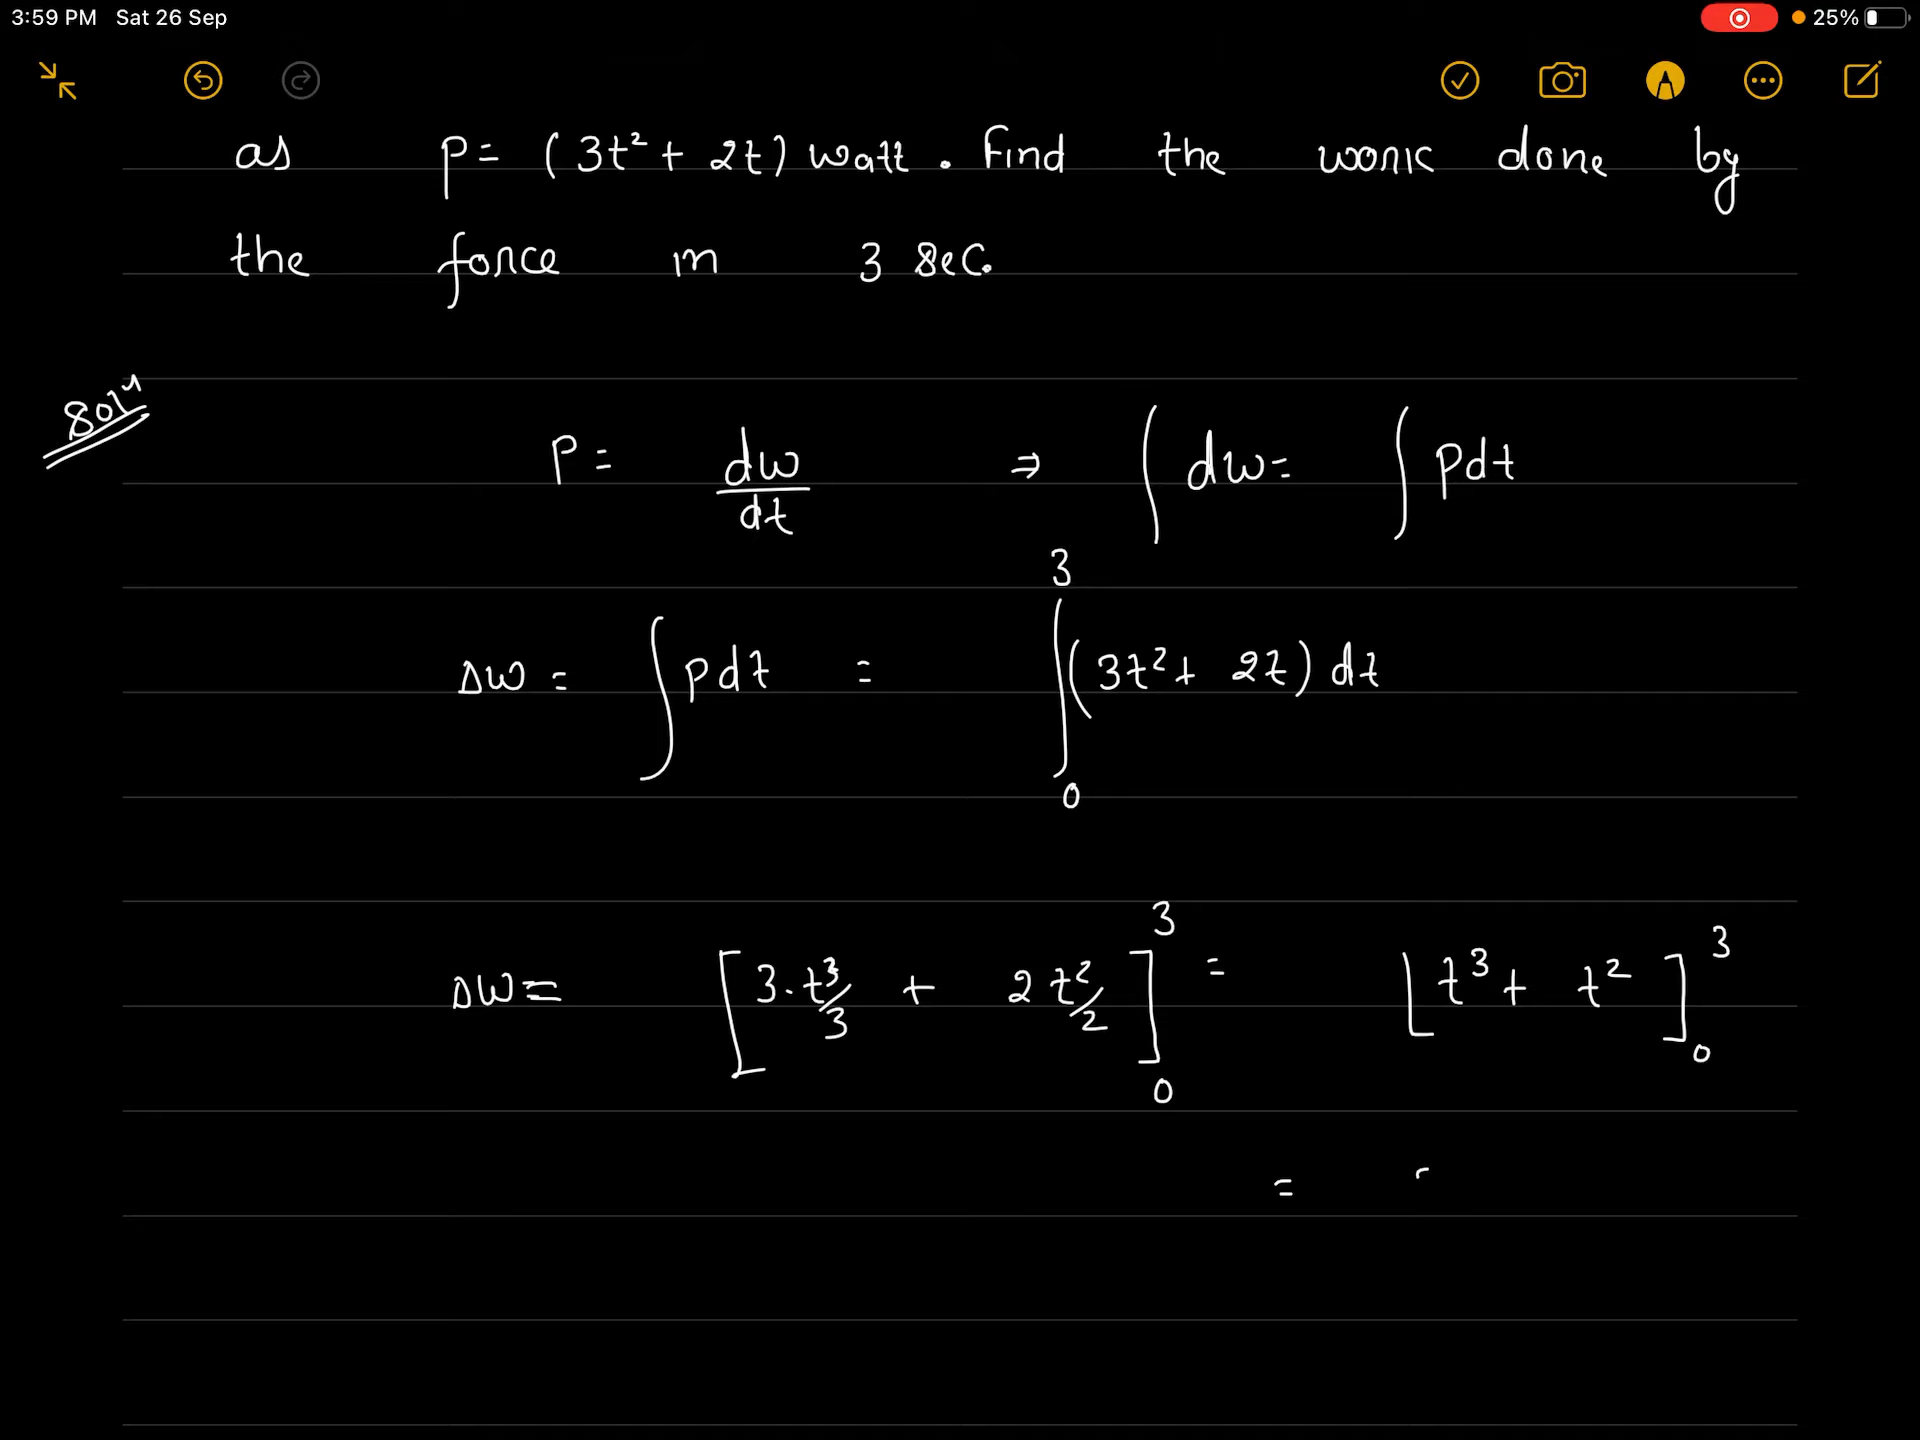 3:59 PM Sat 26 Sep 25%
as P= (3t²+ 2t) watt. Find the work done by
the force in 3 sec.
Solⁿ
P= dw/dt ⇒ ∫dw= ∫Pdt
ΔW = ∫pdt = ∫₀³(3t²+ 2t) dt
ΔW= [3.t³/3 + 2t²/2]₀³ = [t³+ t²]₀³
=